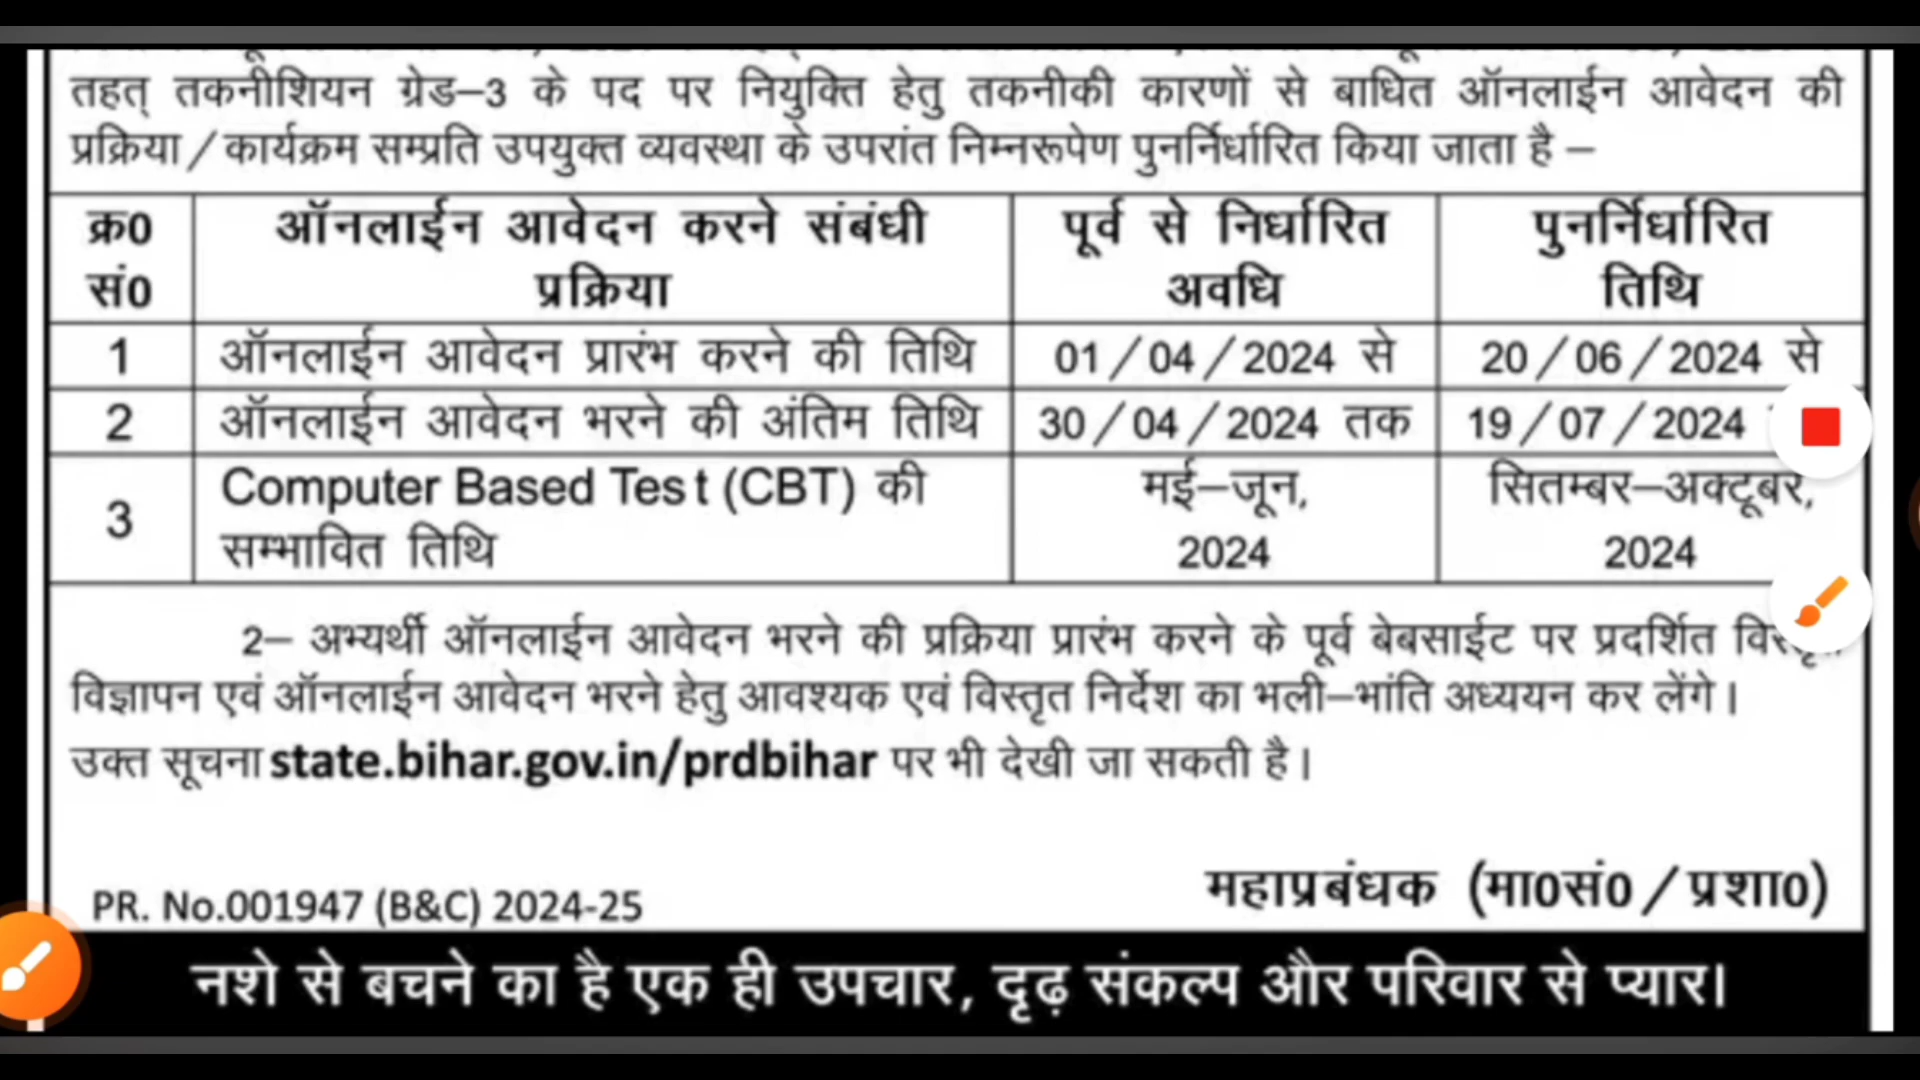 तहत् तकनीशियन ग्रेड–3 के पद पर नियुक्ति हेतु तकनीकी कारणों से बाधित ऑनलाईन आवेदन की
प्रक्रिया/कार्यक्रम सम्प्रति उपयुक्त व्यवस्था के उपरांत निम्नरूपेण पुनर्निर्धारित किया जाता है –
क्र0 सं0 ऑनलाईन आवेदन करने संबंधी प्रक्रिया पूर्व से निर्धारित अवधि पुनर्निर्धारित तिथि
1 ऑनलाईन आवेदन प्रारंभ करने की तिथि 01/04/2024 से 20/06/2024 से
2 ऑनलाईन आवेदन भरने की अंतिम तिथि 30/04/2024 तक 19/07/2024
3 Computer Based Test (CBT) की सम्भावित तिथि मई–जून, 2024 सितम्बर–अक्टूबर, 2024
2– अभ्यर्थी ऑनलाईन आवेदन भरने की प्रक्रिया प्रारंभ करने के पूर्व बेबसाईट पर प्रदर्शित
विज्ञापन एवं ऑनलाईन आवेदन भरने हेतु आवश्यक एवं विस्तृत निर्देश का भली–भांति अध्ययन कर लेंगे।
उक्त सूचना state.bihar.gov.in/prdbihar पर भी देखी जा सकती है।
महाप्रबंधक (मा0सं0/प्रशा0)
PR. No.001947 (B&C) 2024-25
नशे से बचने का है एक ही उपचार, दृढ़ संकल्प और परिवार से प्यार।